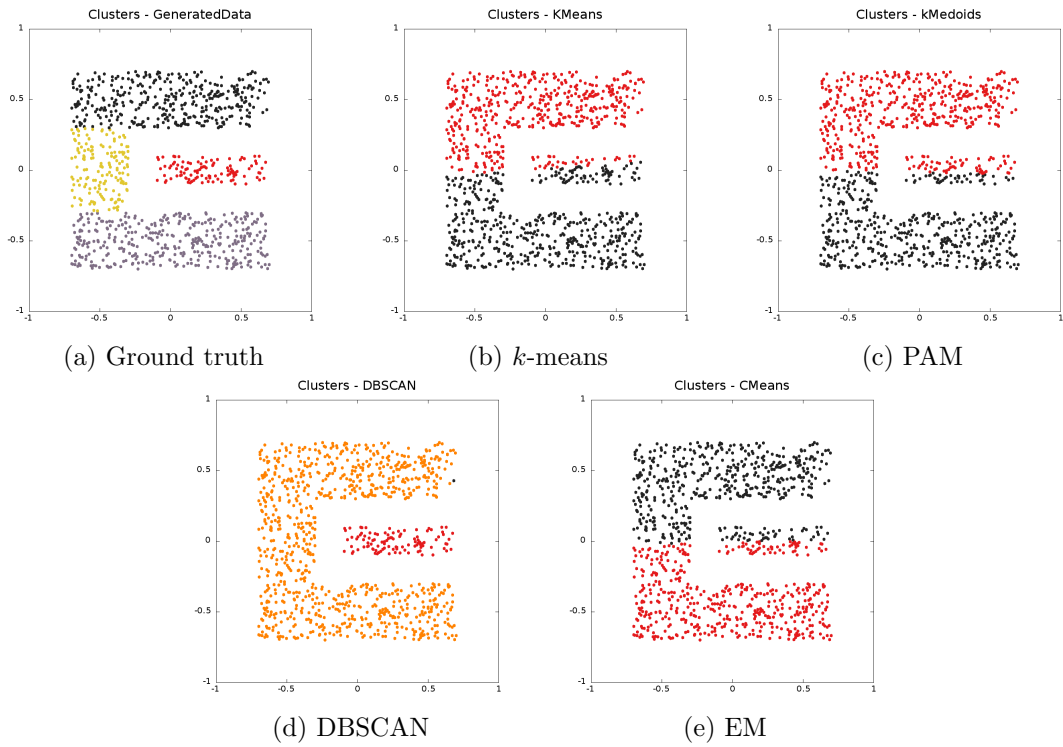 Clusters - GeneratedData
1
0.5
0
-0.5
-1
-1 -0.5 0 0.5 1
(a) Ground truth
Clusters - KMeans
1
0.5
0
-0.5
-1
-1 -0.5 0 0.5 1
(b) k-means
Clusters - kMedoids
1
0.5
0
-0.5
-1
-1 -0.5 0 0.5 1
(c) PAM
Clusters - DBSCAN
1
0.5
0
-0.5
-1
-1 -0.5 0 0.5 1
(d) DBSCAN
Clusters - CMeans
1
0.5
0
-0.5
-1
-1 -0.5 0 0.5 1
(e) EM